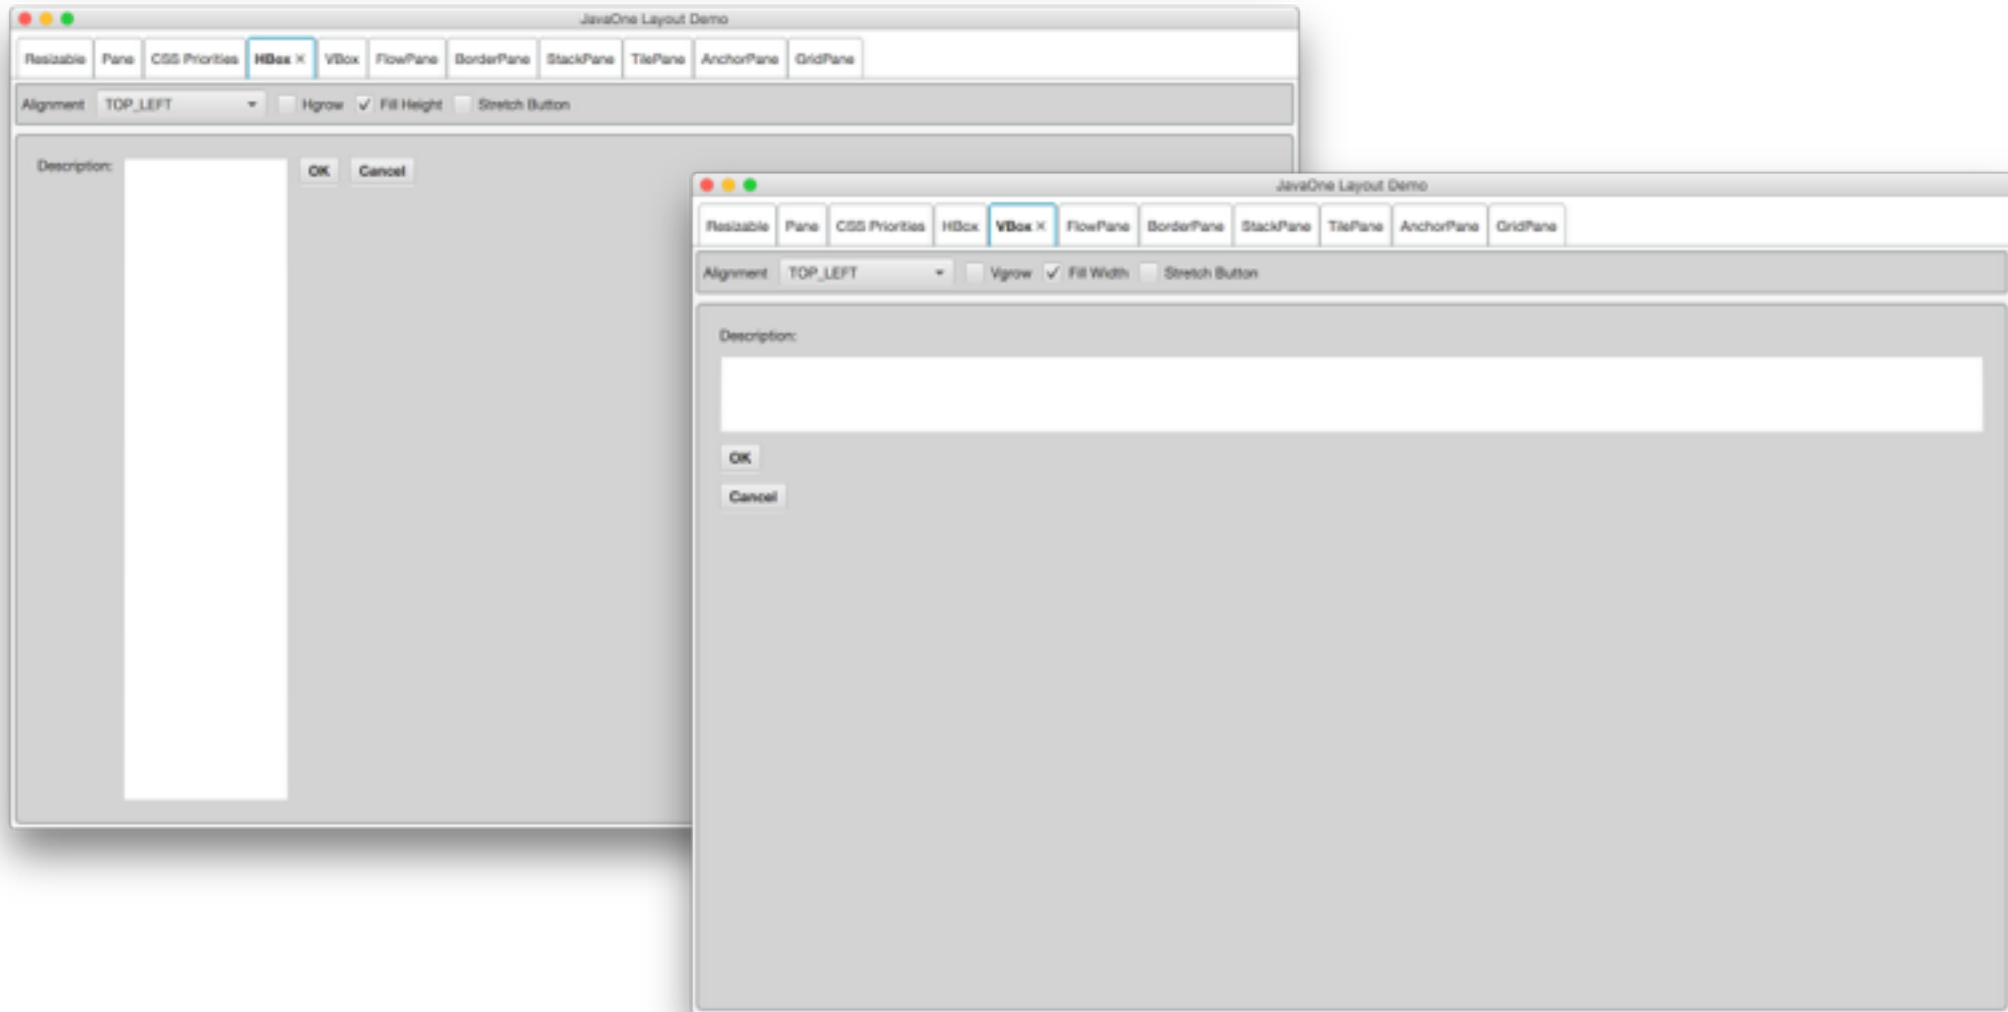 JavaOne Layout Demo
Resizable Pane CSS Priorities HBox × VBox FlowPane BorderPane StackPane TilePane AnchorPane GridPane
Alignment TOP_LEFT Hgrow ✓ Fill Height Stretch Button
Description: OK Cancel
JavaOne Layout Demo
Resizable Pane CSS Priorities HBox VBox × FlowPane BorderPane StackPane TilePane AnchorPane GridPane
Alignment TOP_LEFT Vgrow ✓ Fill Width Stretch Button
Description:
OK
Cancel